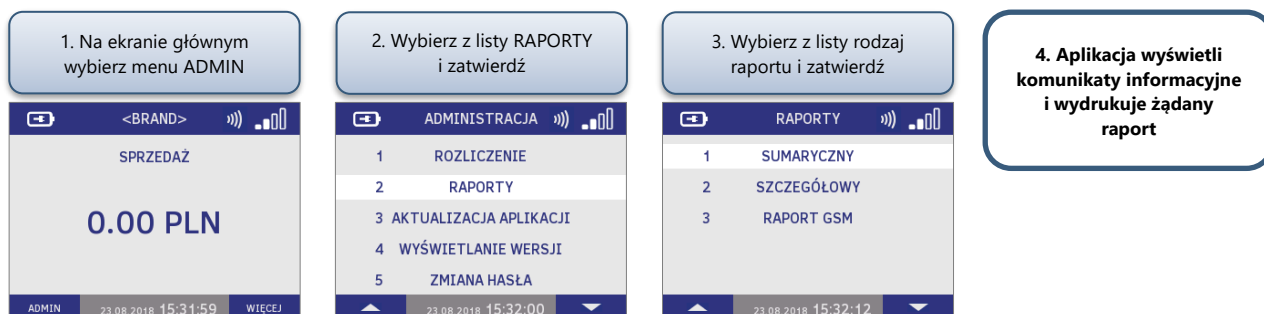 1. Na ekranie głównym
wybierz menu ADMIN
<BRAND>
SPRZEDAŻ
0.00 PLN
ADMIN 23.08.2018 15:31:59 WIĘCEJ
2. Wybierz z listy RAPORTY
i zatwierdź
ADMINISTRACJA
1 ROZLICZENIE
2 RAPORTY
3 AKTUALIZACJA APLIKACJI
4 WYŚWIETLANIE WERSJI
5 ZMIANA HASŁA
23.08.2018 15:32:00
3. Wybierz z listy rodzaj
raportu i zatwierdź
RAPORTY
1 SUMARYCZNY
2 SZCZEGÓŁOWY
3 RAPORT GSM
23.08.2018 15:32:12
4. Aplikacja wyświetli
komunikaty informacyjne
i wydrukuje żądany
raport